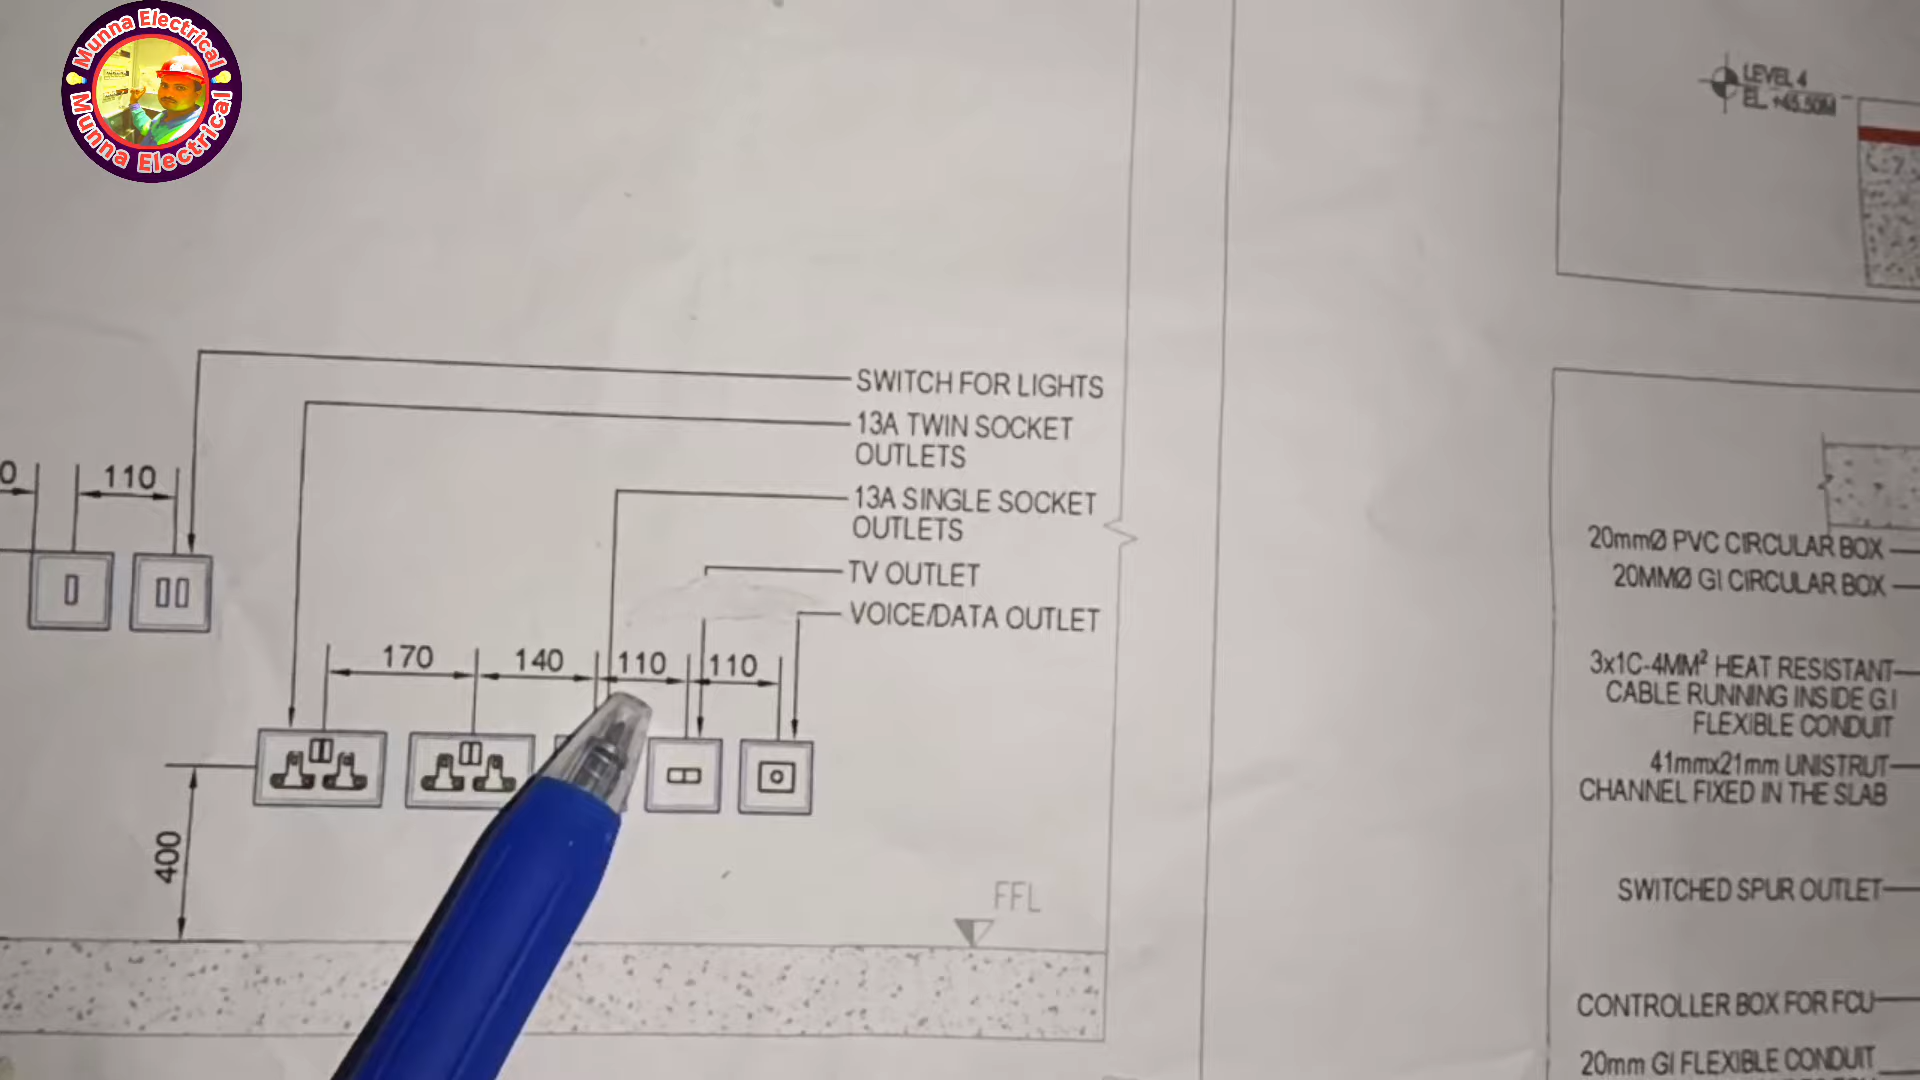 Munna Electrical
Munna Electrical
LEVEL 4
EL +45.50M
SWITCH FOR LIGHTS
13A TWIN SOCKET
OUTLETS
13A SINGLE SOCKET
OUTLETS
TV OUTLET
VOICE/DATA OUTLET
0
110
170
140
110
110
400
FFL
20mmØ PVC CIRCULAR BOX
20MMØ GI CIRCULAR BOX
3x1C-4MM² HEAT RESISTANT
CABLE RUNNING INSIDE G.I
FLEXIBLE CONDUIT
41mmx21mm UNISTRUT
CHANNEL FIXED IN THE SLAB
SWITCHED SPUR OUTLET
CONTROLLER BOX FOR FCU
20mm GI FLEXIBLE CONDUIT